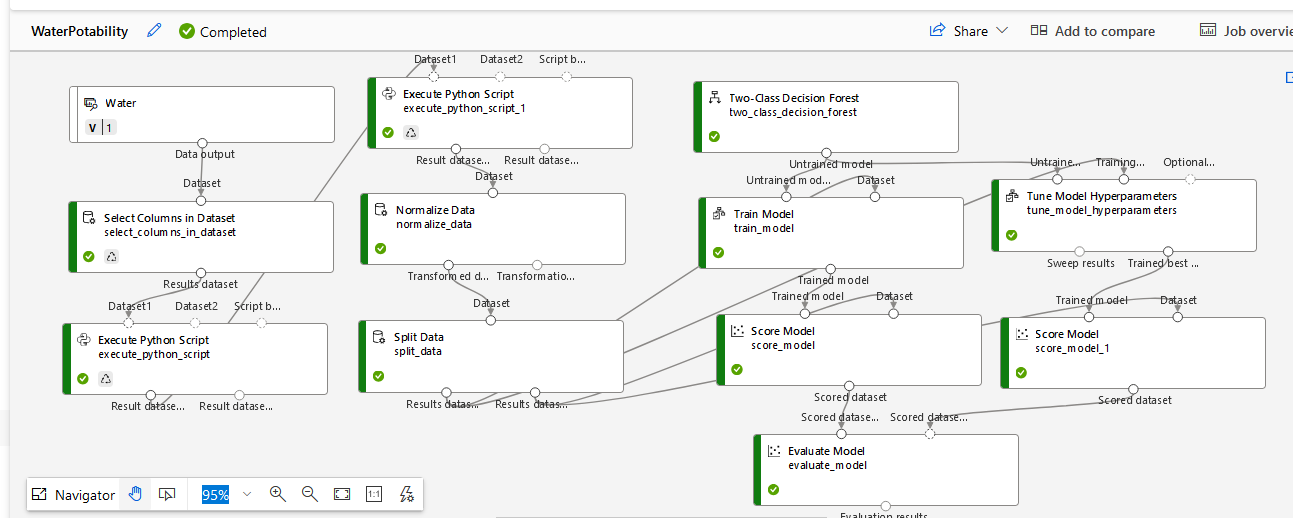 WaterPotability
Completed
Share
Add to compare
Job overvie
Water
V 1
Data output
Dataset
Select Columns in Dataset
select_columns_in_dataset
Results dataset
Dataset1 Dataset2 Script b...
Execute Python Script
execute_python_script
Result datase... Result datase...
Dataset1 Dataset2 Script b...
Execute Python Script
execute_python_script_1
Result datase... Result datase...
Dataset
Normalize Data
normalize_data
Transformed d... Transformatio...
Dataset
Split Data
split_data
Results datas... Results datas...
Two-Class Decision Forest
two_class_decision_forest
Untrained model
Untrained mod... Dataset
Train Model
train_model
Trained model
Trained model Dataset
Score Model
score_model
Scored dataset
Untraine... Training... Optional...
Tune Model Hyperparameters
tune_model_hyperparameters
Sweep results Trained best ...
Trained model Dataset
Score Model
score_model_1
Scored dataset
Scored datase... Scored datase...
Evaluate Model
evaluate_model
Evaluation results
Navigator
95%
1:1